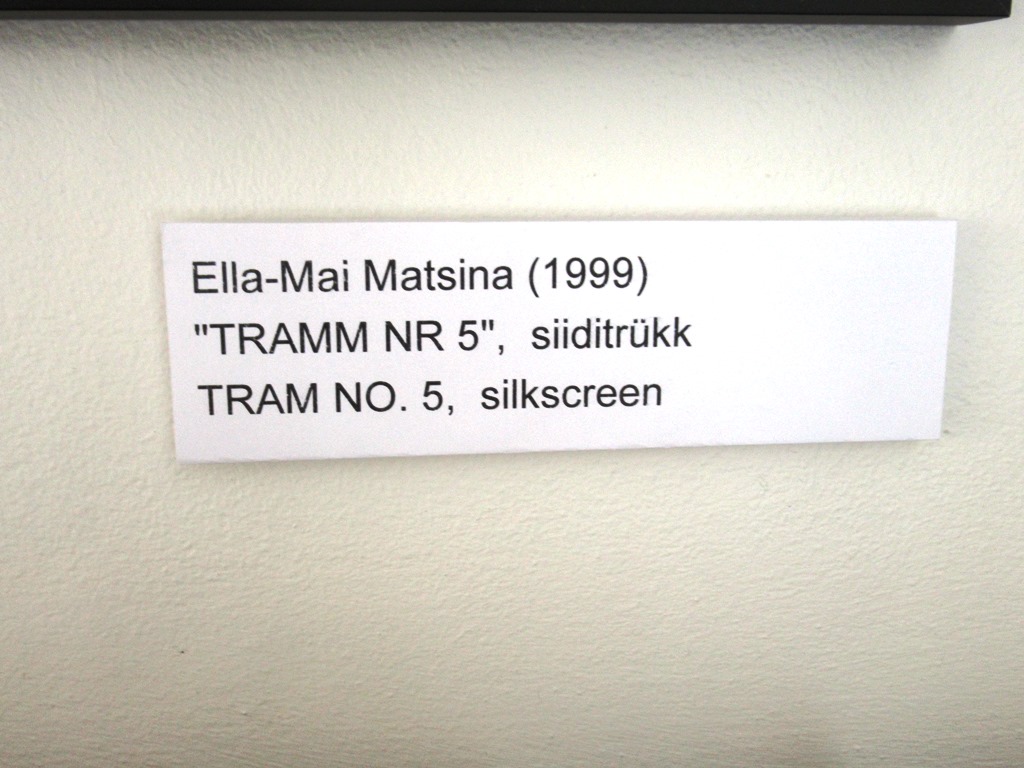 Ella-Mai Matsina (1999)
"TRAMM NR 5", siiditrükk
TRAM NO. 5, silkscreen